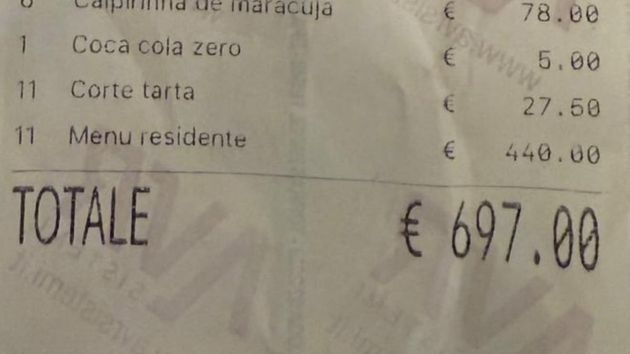 6 Caipirinha de maracuja € 78.00
1 Coca cola zero € 5.00
11 Corte tarta € 27.50
11 Menu residente € 440.00
TOTALE € 697.00